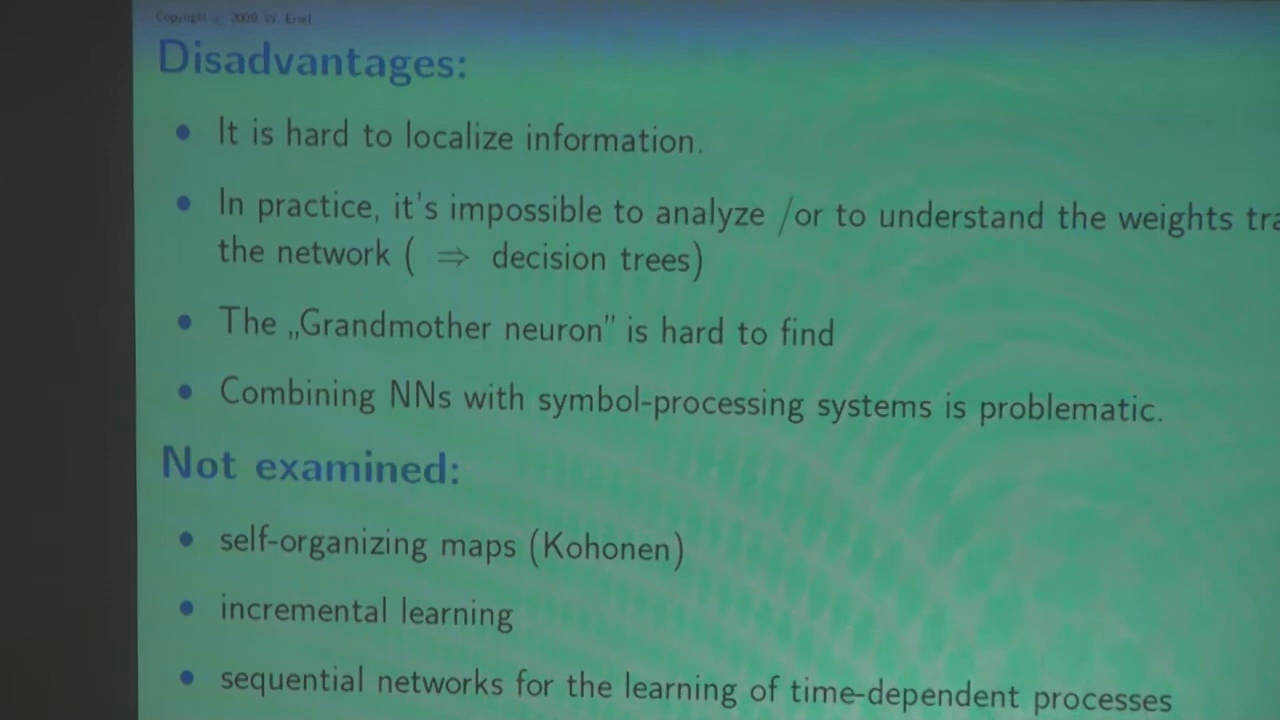 Copyright © 2009 W. Ertel
Disadvantages:
• It is hard to localize information.
• In practice, it's impossible to analyze /or to understand the weights tra
the network ( ⇒ decision trees)
• The „Grandmother neuron" is hard to find
• Combining NNs with symbol-processing systems is problematic.
Not examined:
• self-organizing maps (Kohonen)
• incremental learning
• sequential networks for the learning of time-dependent processes